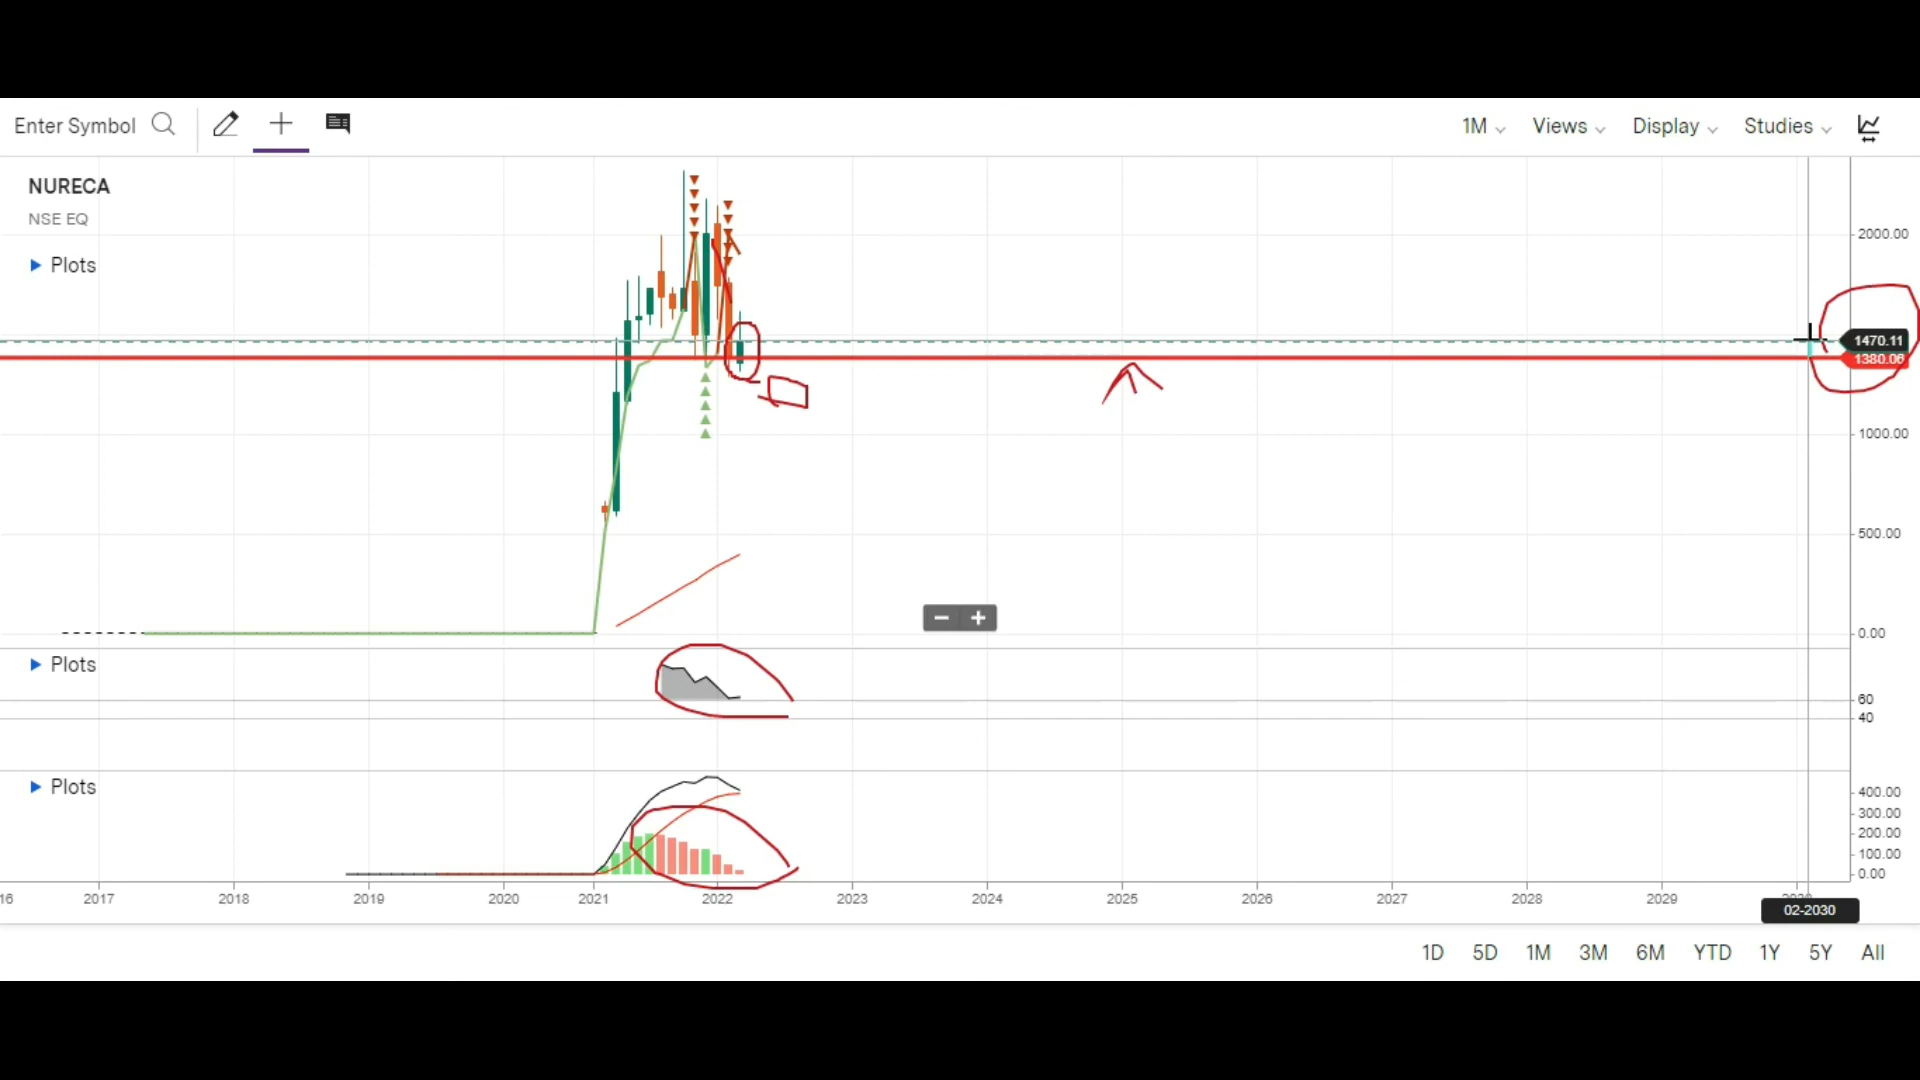 Enter Symbol
1M Views Display Studies
NURECA
NSE EQ
Plots
2000.00
1470.11
1380.06
1000.00
500.00
0.00
Plots
60
40
Plots
400.00
300.00
200.00
100.00
0.00
16 2017 2018 2019 2020 2021 2022 2023 2024 2025 2026 2027 2028 2029
02-2030
1D 5D 1M 3M 6M YTD 1Y 5Y All